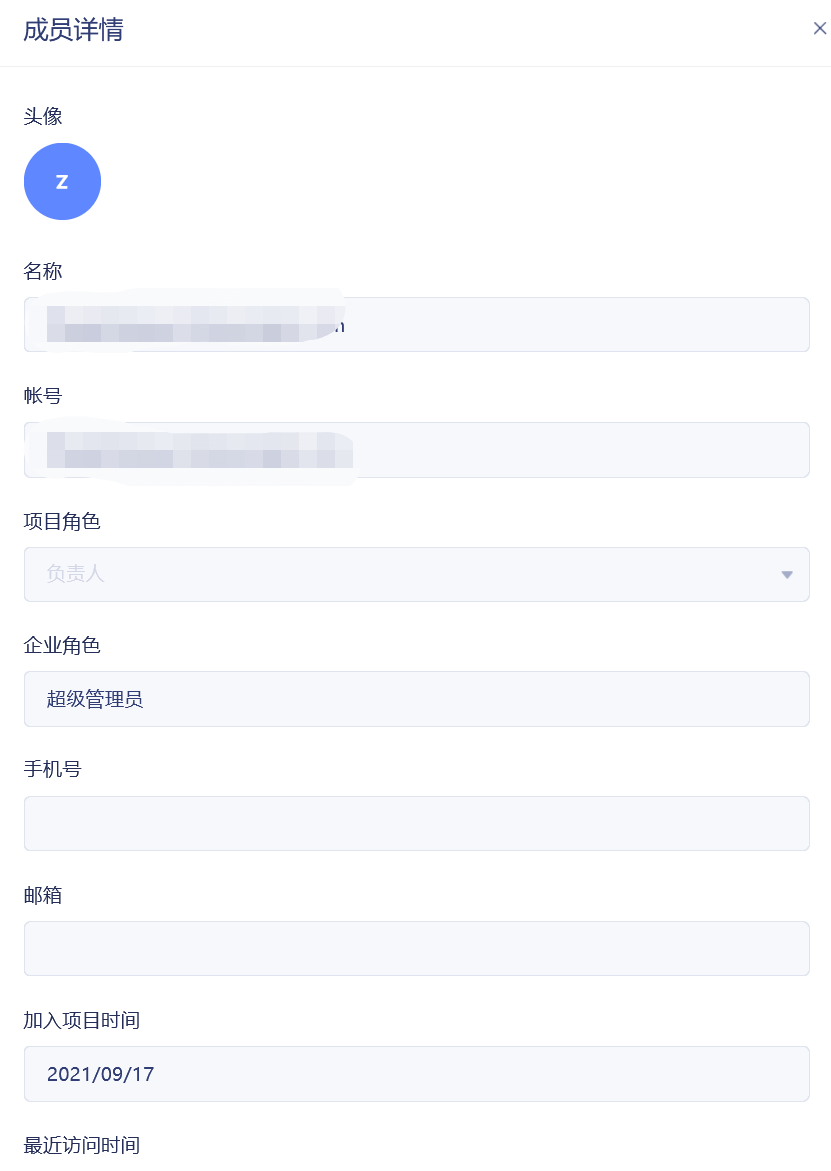 成员详情
头像
Z
名称
帐号
项目角色
负责人
企业角色
超级管理员
手机号
邮箱
加入项目时间
2021/09/17
最近访问时间